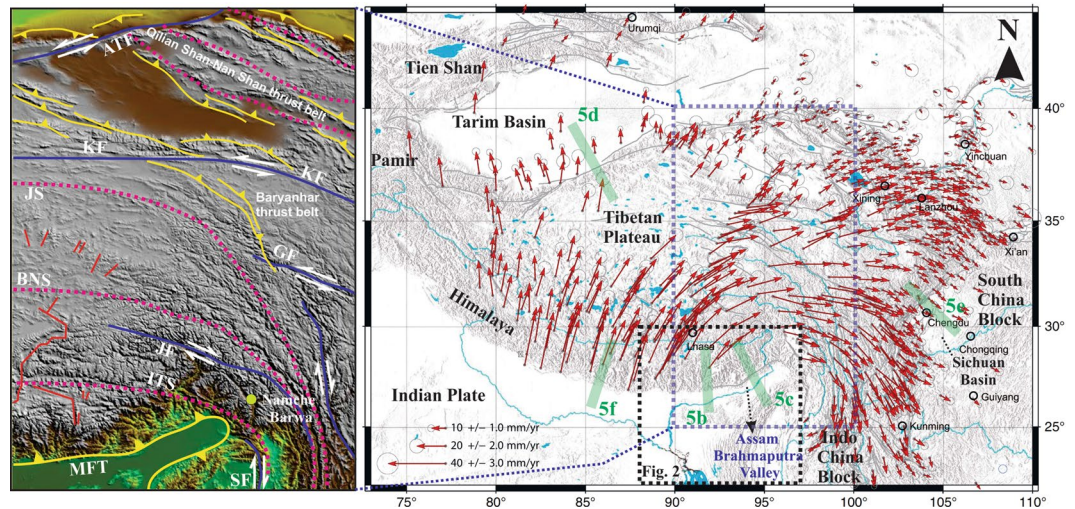 ATF
Qilian Shan-Nan Shan thrust belt
KF
KF
JS
Baryanhar
thrust belt
GF
BNS
JF
ITS
Namche
Barwa
MFT
SF
Urumqi
N
Tien Shan
5d
40°
Tarim Basin
Yinchuan
Pamir
Xiping
Lanzhou
Tibetan
Plateau
35°
Xi'an
South
China
Block
Himalaya
5e
Chengdu
30°
Lhasa
Chongqing
Sichuan
Basin
Indian Plate
5f
5b
5c
Guiyang
10 +/− 1.0 mm/yr
20 +/− 2.0 mm/yr
40 +/− 3.0 mm/yr
Assam
Brahmaputra
Valley
Kunming
25°
Indo
China
Block
Fig. 2
75°
80°
85°
90°
95°
100°
105°
110°